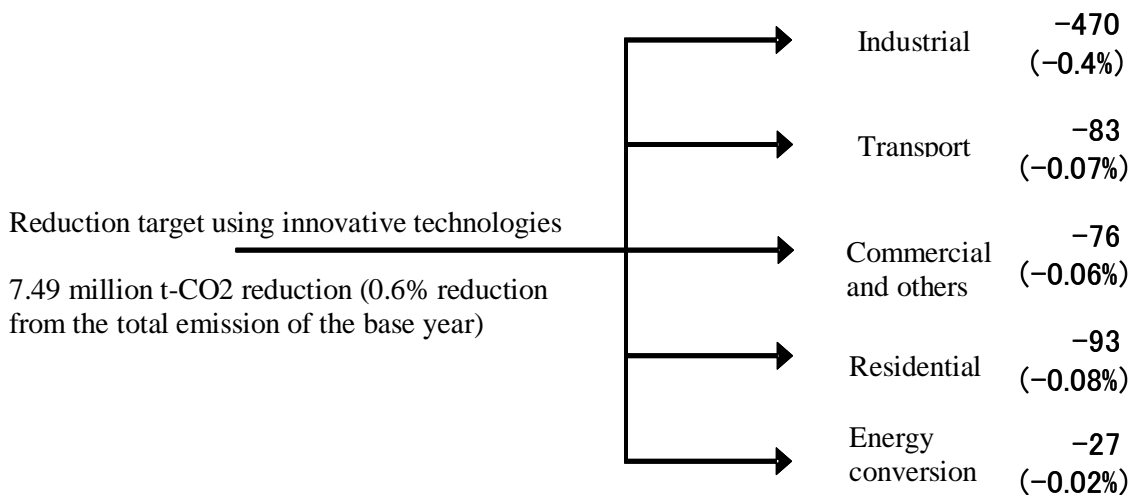 Industrial
-470
(-0.4%)
Transport
-83
(-0.07%)
Reduction target using innovative technologies
7.49 million t-CO2 reduction (0.6% reduction
from the total emission of the base year)
Commercial
and others
-76
(-0.06%)
Residential
-93
(-0.08%)
Energy
conversion
-27
(-0.02%)